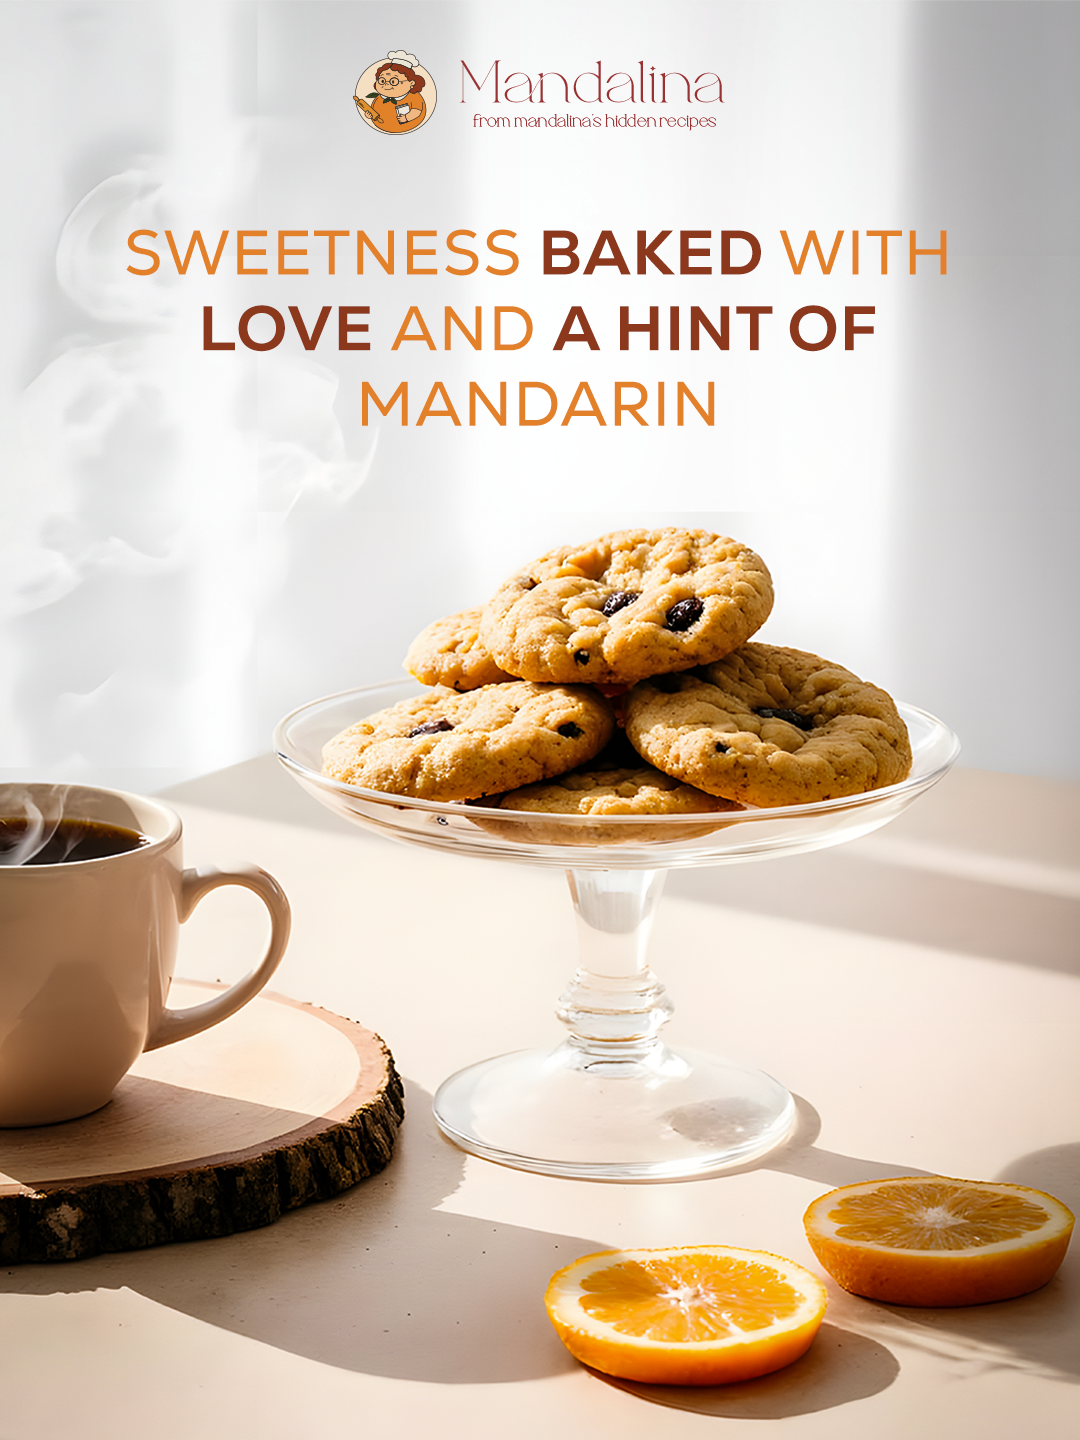 Mandalina
from mandalina's hidden recipes
SWEETNESS BAKED WITH
LOVE AND A HINT OF
MANDARIN